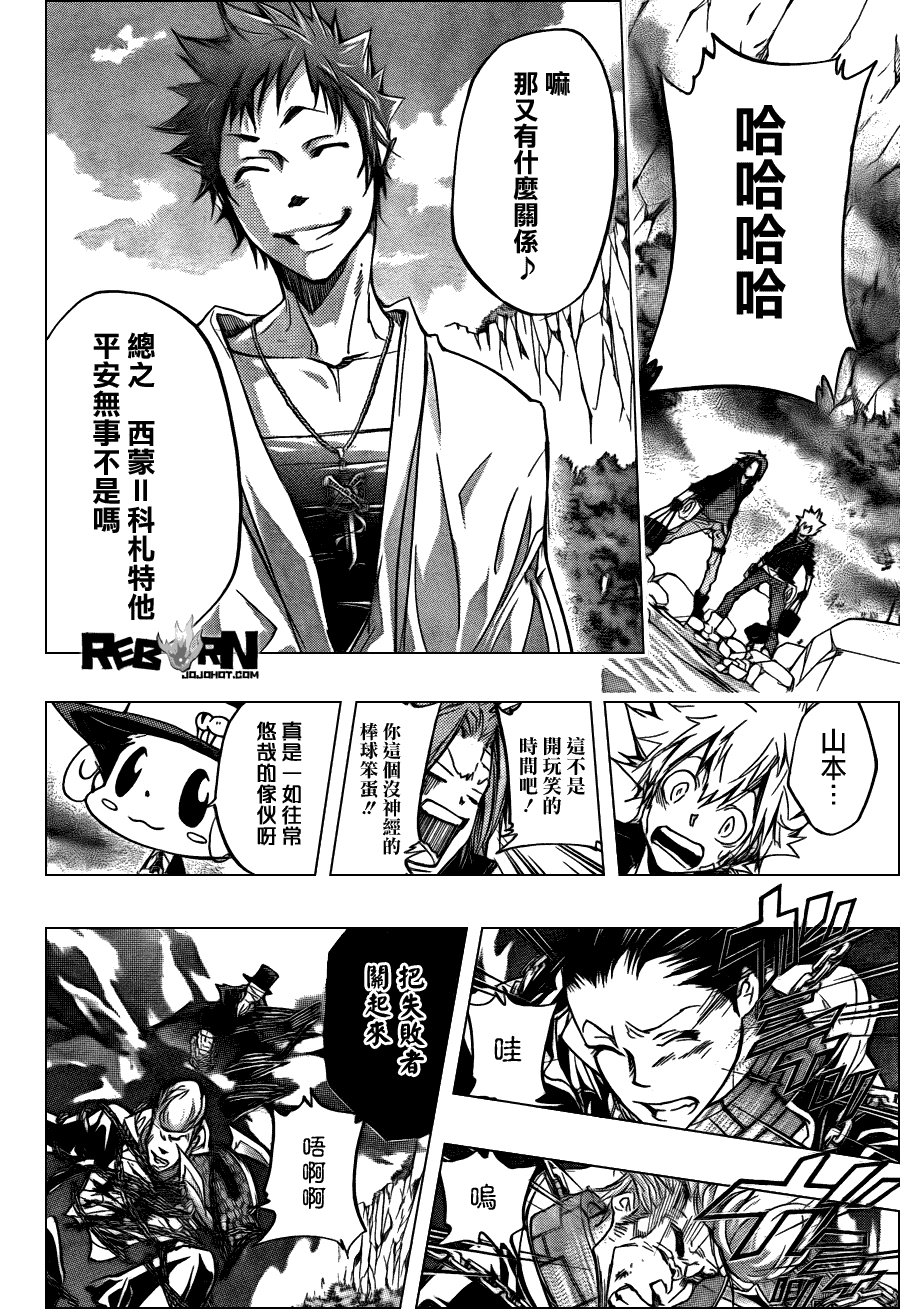 哈哈哈哈
嘛
那又有什麼關係♪
總之　西蒙＝科札特他
平安無事不是嗎
REBORN
JOJOHOT.COM
山本…
這不是
開玩笑的
時間吧！
你這個沒神經的
棒球笨蛋!!
真是一如往常
悠哉的傢伙呀
哇
嗚
把失敗者
關起來
唔啊啊